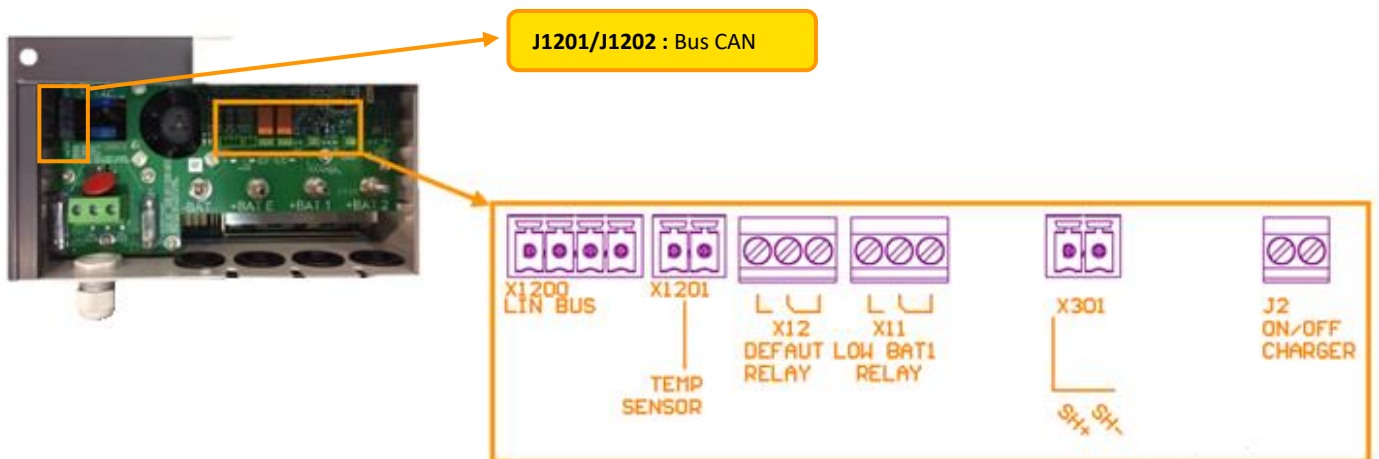 J1201/J1202 : Bus CAN
-BAT
+BAT E
+BAT 1
+BAT 2
X1200
LIN BUS
X1201
TEMP
SENSOR
X12
DEFAUT
RELAY
X11
LOW BAT1
RELAY
X301
SH+
SH-
J2
ON/OFF
CHARGER